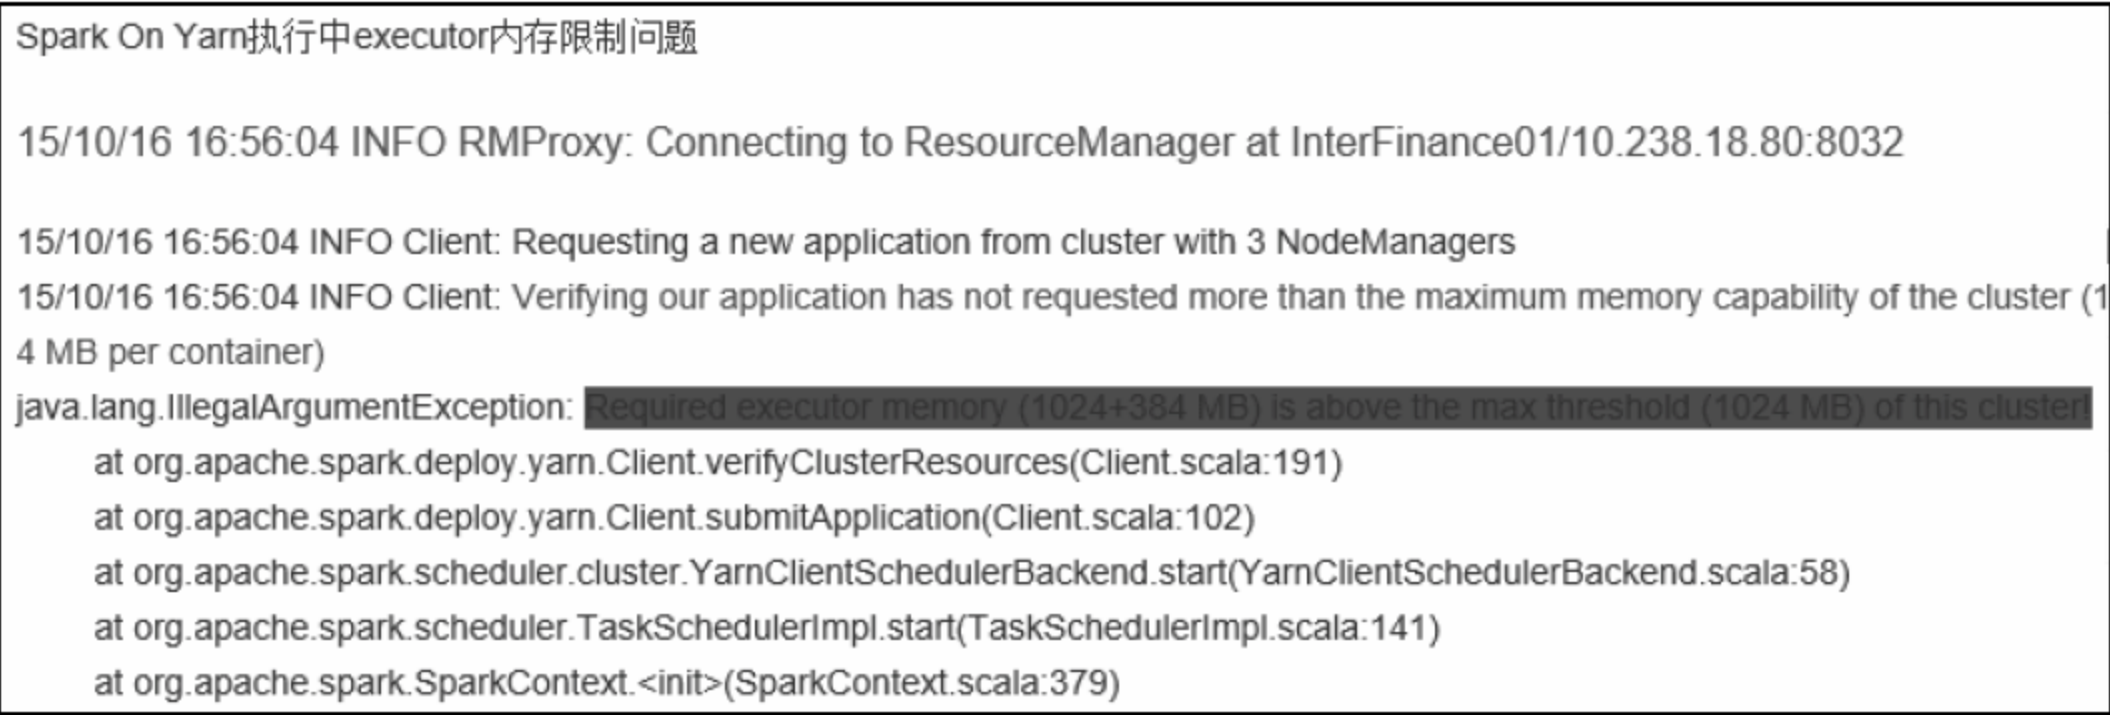 Spark On Yarn执行中executor内存限制问题
15/10/16 16:56:04 INFO RMProxy: Connecting to ResourceManager at InterFinance01/10.238.18.80:8032
15/10/16 16:56:04 INFO Client: Requesting a new application from cluster with 3 NodeManagers
15/10/16 16:56:04 INFO Client: Verifying our application has not requested more than the maximum memory capability of the cluster (1
4 MB per container)
java.lang.IllegalArgumentException: Required executor memory (1024+384 MB) is above the max threshold (1024 MB) of this cluster!
at org.apache.spark.deploy.yarn.Client.verifyClusterResources(Client.scala:191)
at org.apache.spark.deploy.yarn.Client.submitApplication(Client.scala:102)
at org.apache.spark.scheduler.cluster.YarnClientSchedulerBackend.start(YarnClientSchedulerBackend.scala:58)
at org.apache.spark.scheduler.TaskSchedulerImpl.start(TaskSchedulerImpl.scala:141)
at org.apache.spark.SparkContext.<init>(SparkContext.scala:379)